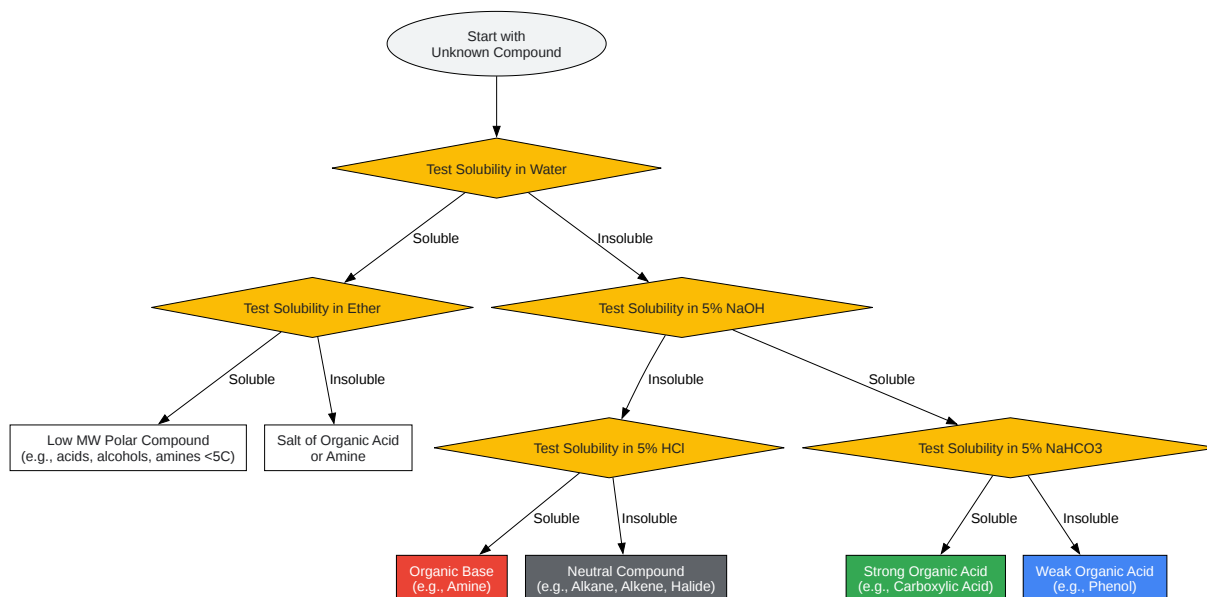 Start with
Unknown Compound
Test Solubility in Water
Soluble
Insoluble
Test Solubility in Ether
Test Solubility in 5% NaOH
Soluble
Insoluble
Insoluble
Soluble
Low MW Polar Compound
(e.g., acids, alcohols, amines <5C)
Salt of Organic Acid
or Amine
Test Solubility in 5% HCl
Test Solubility in 5% NaHCO3
Soluble
Insoluble
Soluble
Insoluble
Organic Base
(e.g., Amine)
Neutral Compound
(e.g., Alkane, Alkene, Halide)
Strong Organic Acid
(e.g., Carboxylic Acid)
Weak Organic Acid
(e.g., Phenol)